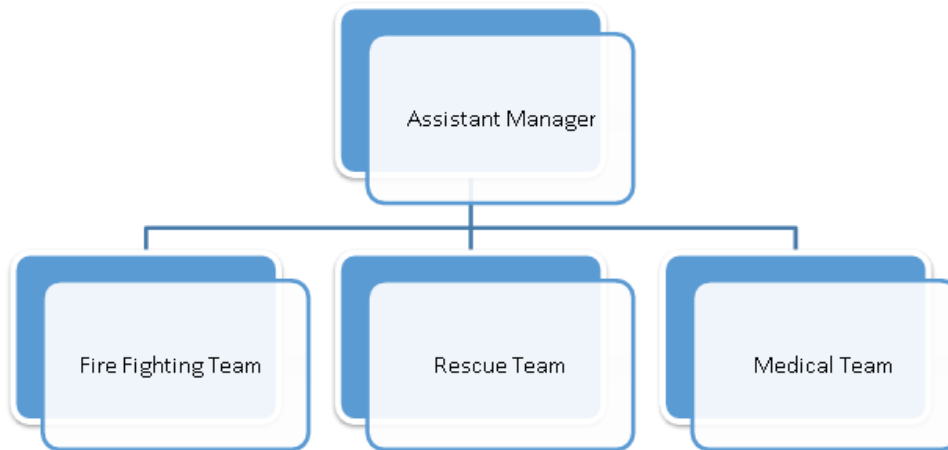 Assistant Manager
Fire Fighting Team
Rescue Team
Medical Team